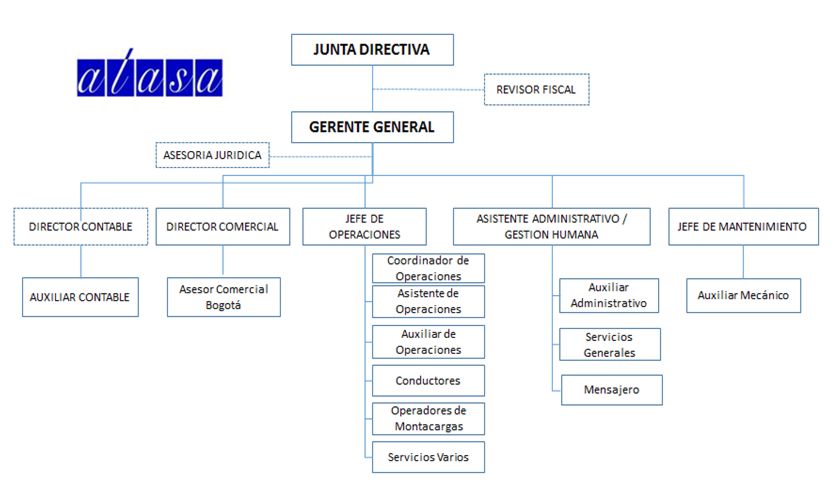 JUNTA DIRECTIVA
alasa
REVISOR FISCAL
GERENTE GENERAL
ASESORIA JURIDICA
DIRECTOR CONTABLE
DIRECTOR COMERCIAL
JEFE DE
OPERACIONES
ASISTENTE ADMINISTRATIVO /
GESTION HUMANA
JEFE DE MANTENIMIENTO
AUXILIAR CONTABLE
Asesor Comercial
Bogotá
Coordinador de
Operaciones
Asistente de
Operaciones
Auxiliar de
Operaciones
Conductores
Operadores de
Montacargas
Servicios Varios
Auxiliar
Administrativo
Servicios
Generales
Mensajero
Auxiliar Mecánico